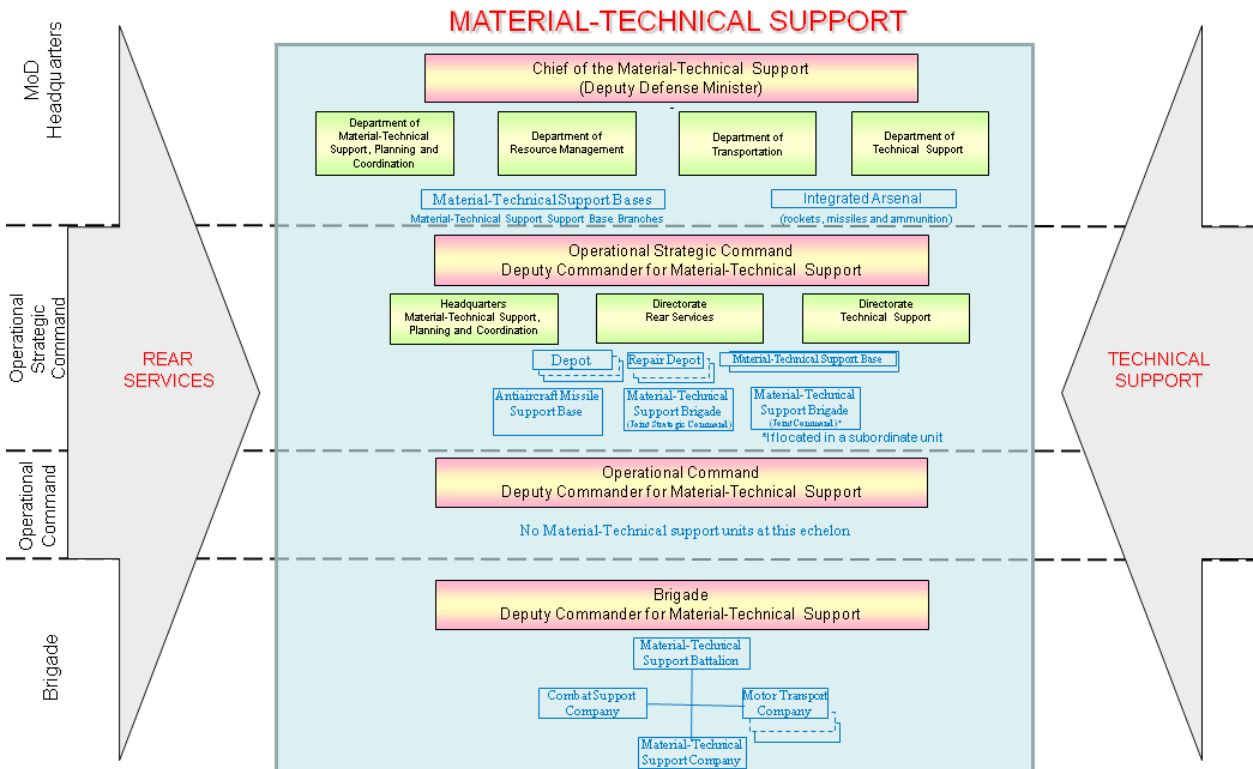 MATERIAL-TECHNICAL SUPPORT
MoD
Headquarters
Chief of the Material-Technical Support
(Deputy Defense Minister)
Department of
Material-Technical
Support, Planning and
Coordination
Department of
Resource Management
Department of
Transportation
Department of
Technical Support
Material-Technical Support Bases
Material-Technical Support Support Base Branches
Integrated Arsenal
(rockets, missiles and ammunition)
Operational
Strategic
Command
Operational Strategic Command
Deputy Commander for Material-Technical Support
Headquarters
Material-Technical Support,
Planning and Coordination
Directorate
Rear Services
Directorate
Technical Support
REAR
SERVICES
TECHNICAL
SUPPORT
Depot
Repair Depot
Material-Technical Support Base
Antiaircraft Missile
Support Base
Material-Technical
Support Brigade
(Joint Strategic Command)
Material-Technical
Support Brigade
(Joint Command)*
*If located in a subordinate unit
Operational
Command
Operational Command
Deputy Commander for Material-Technical Support
No Material-Technical support units at this echelon
Brigade
Brigade
Deputy Commander for Material-Technical Support
Material-Technical
Support Battalion
Combat Support
Company
Motor Transport
Company
Material-Technical
Support Company